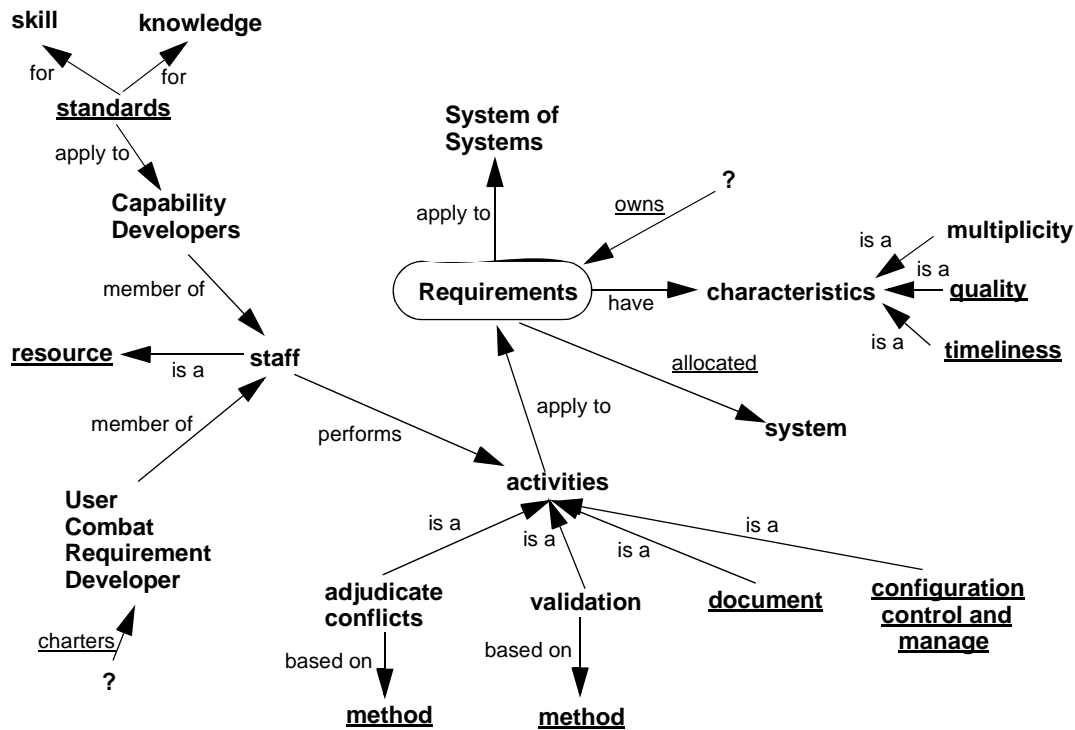 skill
knowledge
for
for
standards
System of
Systems
apply to
?
Capability
Developers
apply to
owns
multiplicity
is a
is a
member of
Requirements
have
characteristics
quality
resource
is a
staff
is a
timeliness
allocated
member of
performs
apply to
system
activities
User
Combat
Requirement
Developer
is a
is a
is a
is a
adjudicate
conflicts
validation
document
configuration
control and
manage
charters
?
based on
based on
method
method